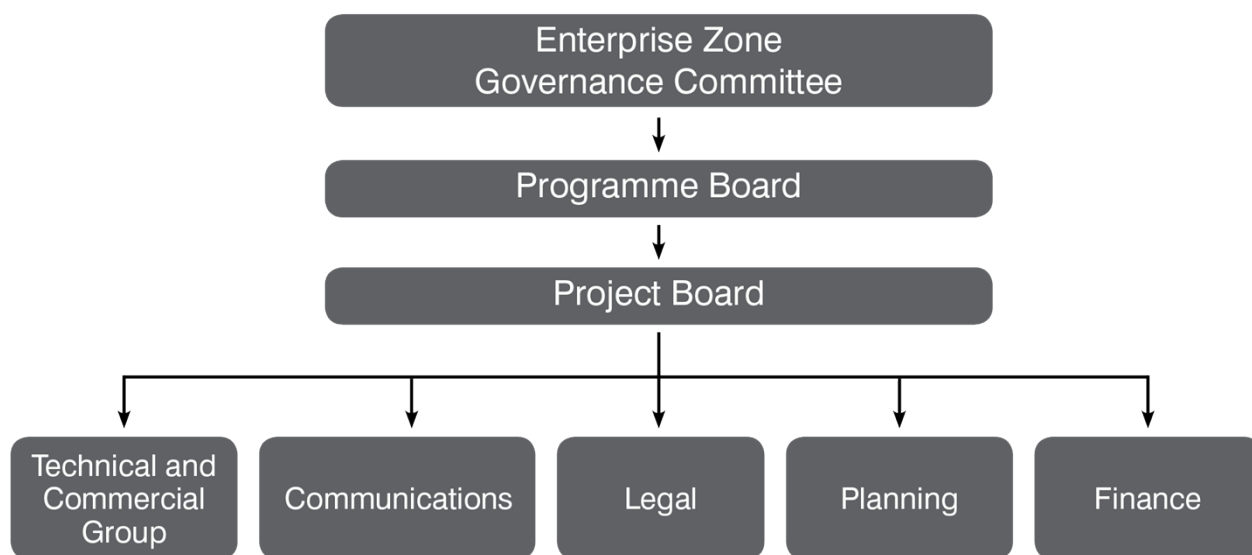 Enterprise Zone
Governance Committee
Programme Board
Project Board
Technical and
Commercial
Group
Communications
Legal
Planning
Finance